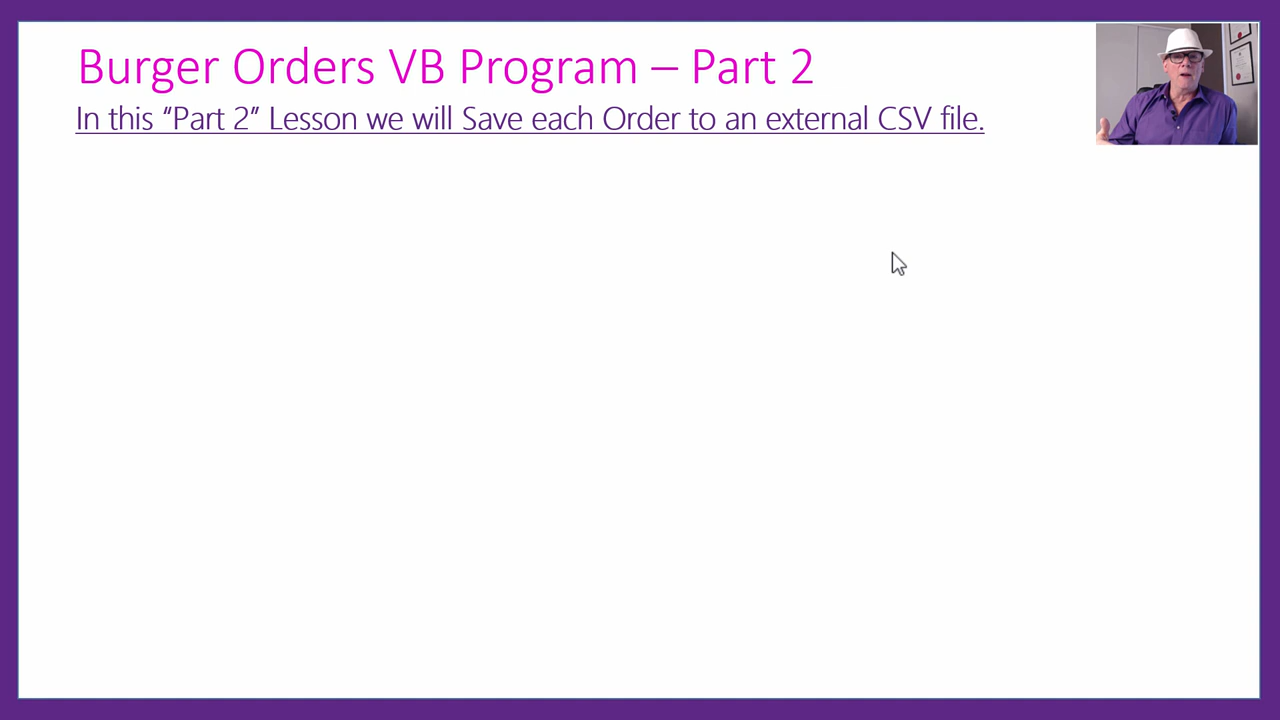 Burger Orders VB Program – Part 2
In this “Part 2” Lesson we will Save each Order to an external CSV file.